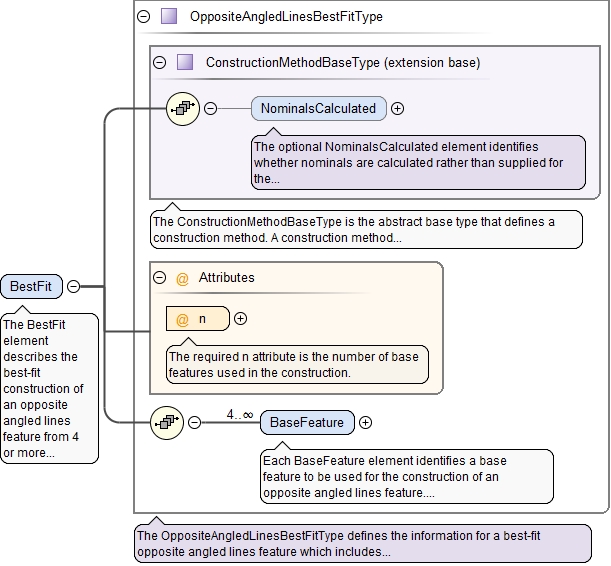 OppositeAngledLinesBestFitType
ConstructionMethodBaseType (extension base)
NominalsCalculated
The optional NominalsCalculated element identifies
whether nominals are calculated rather than supplied for
the...
The ConstructionMethodBaseType is the abstract base type that defines a
construction method. A construction method...
BestFit
The BestFit
element
describes the
best-fit
construction of
an opposite
angled lines
feature from 4
or more...
@ Attributes
@ n
The required n attribute is the number of base
features used in the construction.
4..∞
BaseFeature
Each BaseFeature element identifies a base
feature to be used for the construction of an
opposite angled lines feature....
The OppositeAngledLinesBestFitType defines the information for a best-fit
opposite angled lines feature which includes...